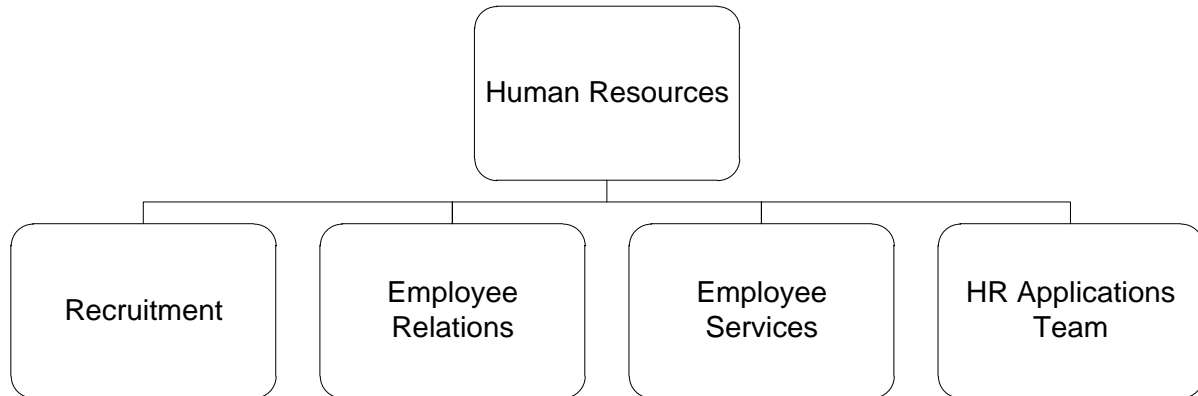 Human Resources
Recruitment
Employee
Relations
Employee
Services
HR Applications
Team